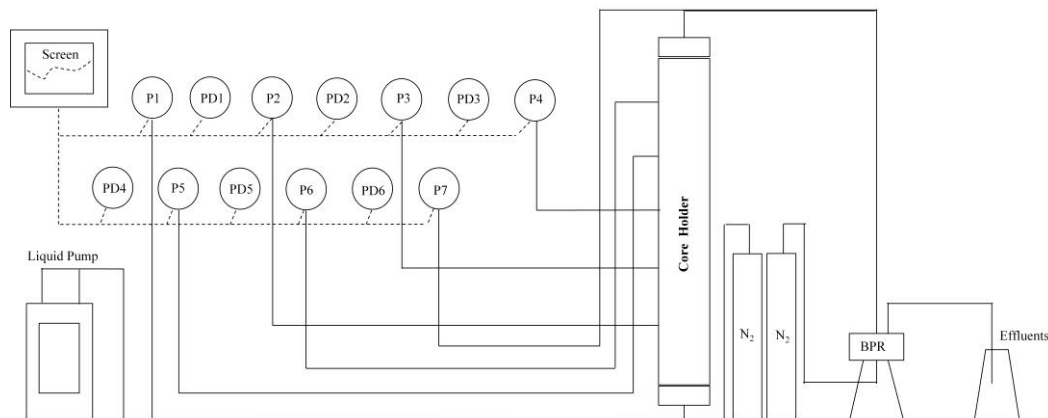 Screen
P1
PD1
P2
PD2
P3
PD3
P4
PD4
P5
PD5
P6
PD6
P7
Core Holder
Liquid Pump
N2
N2
BPR
Effluents